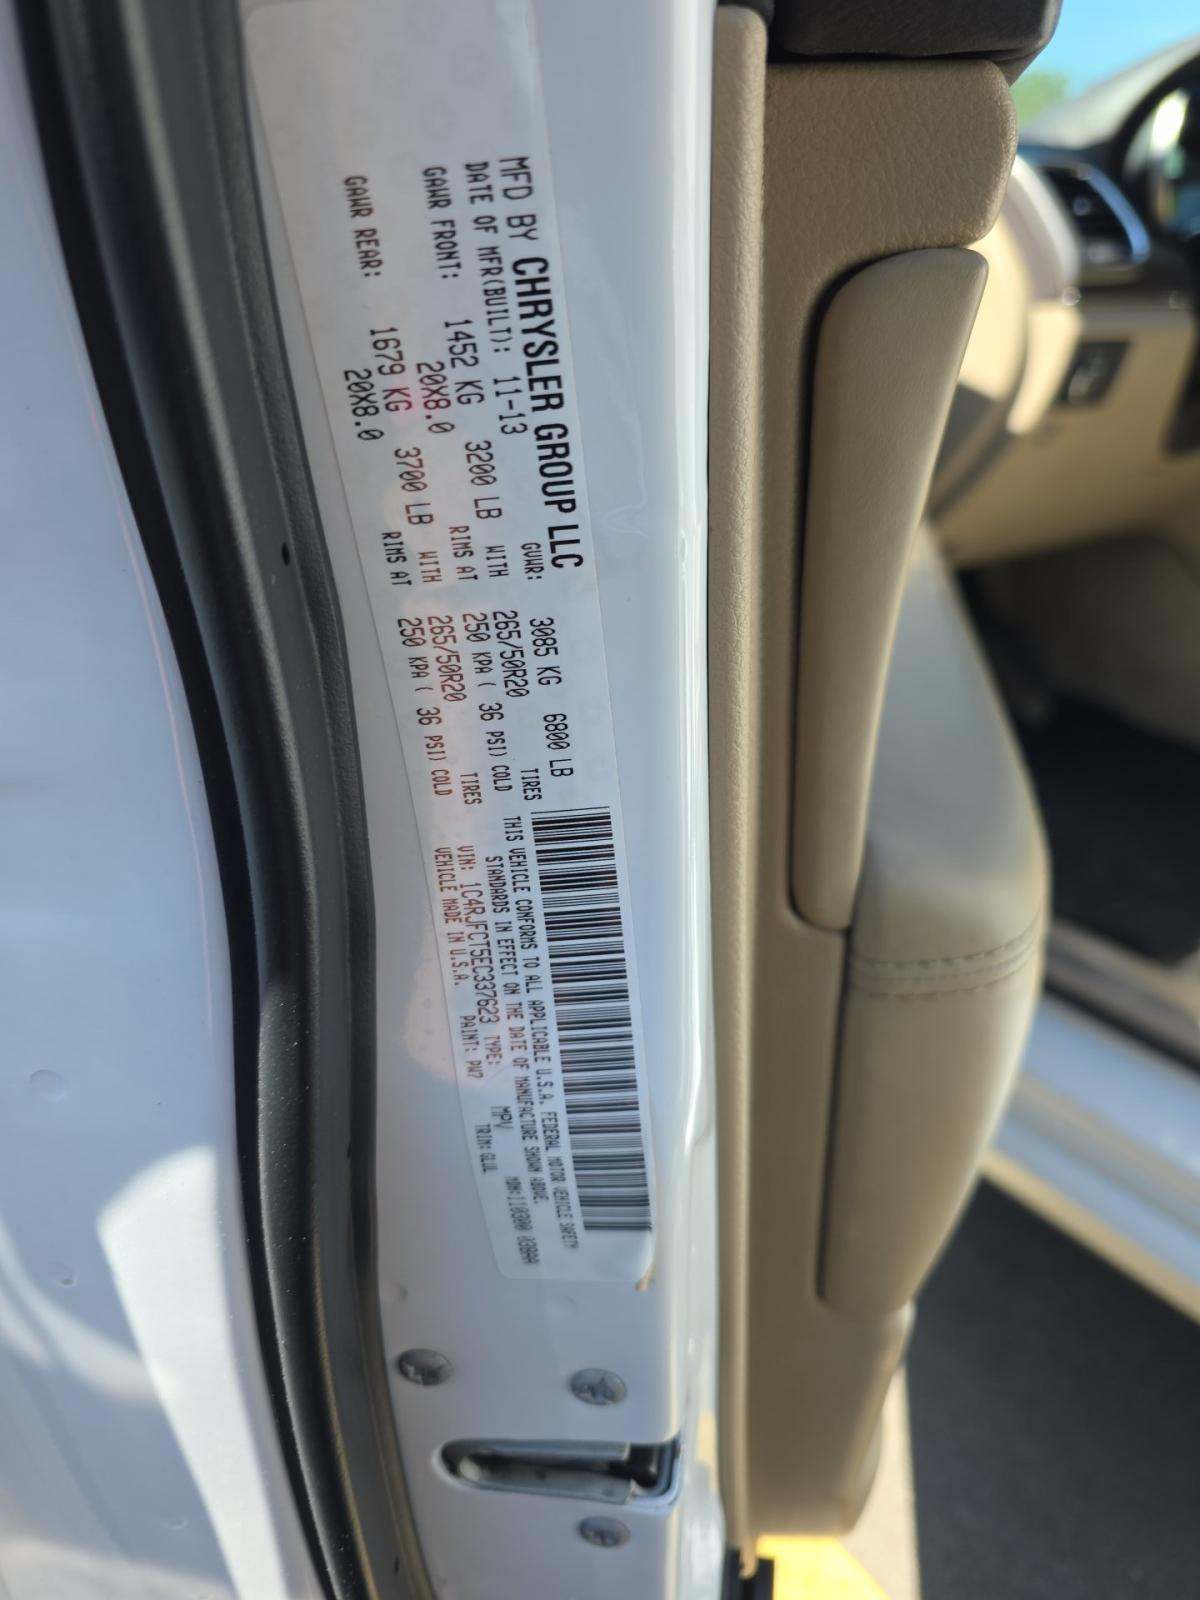 MFD BY CHRYSLER GROUP LLC
DATE OF MFR(BUILT): 11-13 GVWR: 3085 KG 6800 LB
GAWR FRONT: 1452 KG 3200 LB WITH 265/50R20 TIRES
20X8.0 RIMS AT 250 KPA ( 36 PSI) COLD
GAWR REAR: 1679 KG 3700 LB WITH 265/50R20 TIRES
20X8.0 RIMS AT 250 KPA ( 36 PSI) COLD
THIS VEHICLE CONFORMS TO ALL APPLICABLE U.S.A. FEDERAL MOTOR VEHICLE SAFETY
STANDARDS IN EFFECT ON THE DATE OF MANUFACTURE SHOWN ABOVE.
VIN: 1C4RJFCT5EC337623 TYPE: MPV MDH:110300 038AA
VEHICLE MADE IN U.S.A. PAINT: PW7 TRIM:GLUL